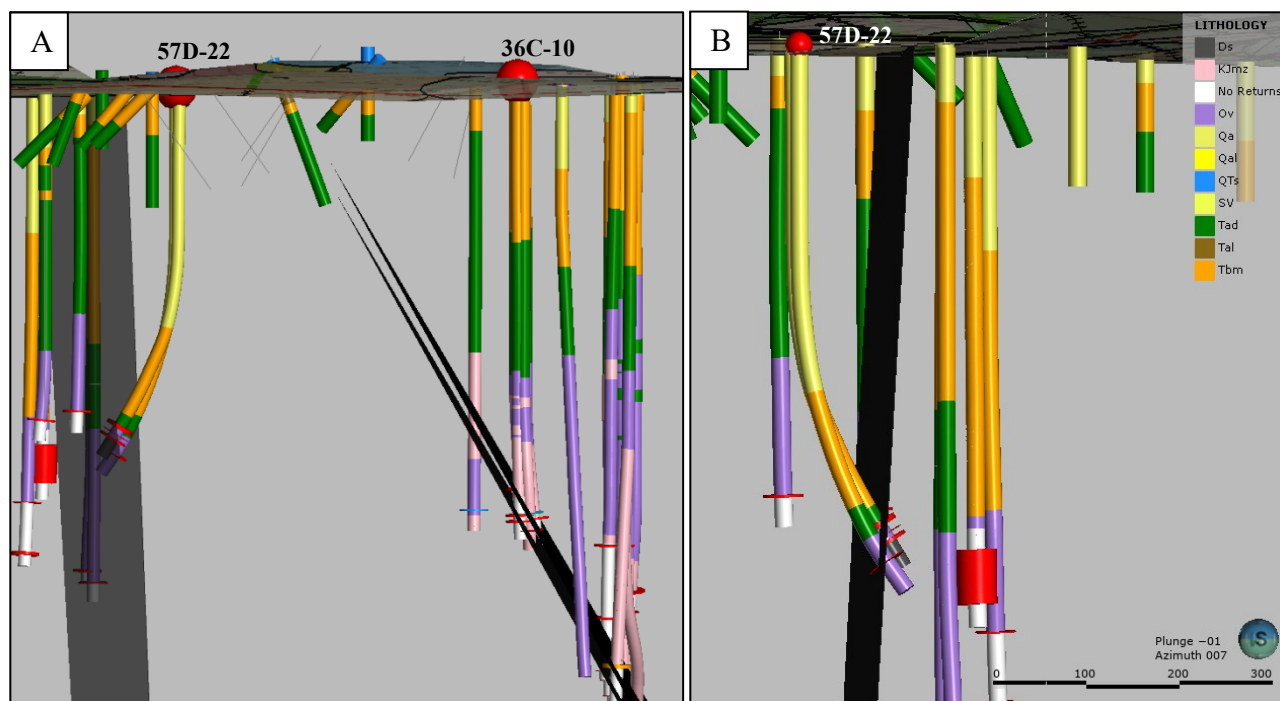 A
57D-22
36C-10
B
57D-22
LITHOLOGY
Ds
KJmz
No Returns
Ov
Qa
Qal
QTs
SV
Tad
Tal
Tbm
Plunge −01
Azimuth 007
S
0 100 200 300